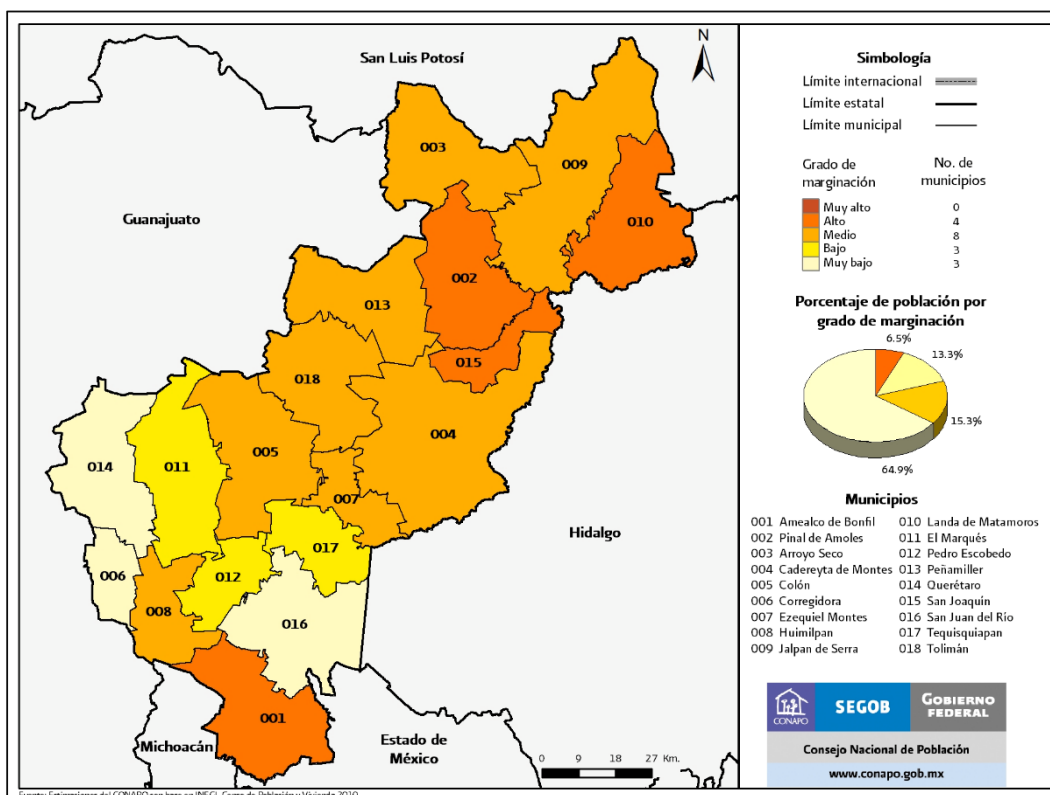 San Luis Potosí
N
Guanajuato
Hidalgo
Michoacán
Estado de
México
003
009
010
002
013
015
018
004
014
011
005
007
017
006
012
008
016
001
0 9 18 27 Km.
Simbología
Límite internacional
Límite estatal
Límite municipal
Grado de marginación No. de municipios
Muy alto 0
Alto 4
Medio 8
Bajo 3
Muy bajo 3
Porcentaje de población por
grado de marginación
6.5%
13.3%
15.3%
64.9%
Municipios
001 Amealco de Bonfil 010 Landa de Matamoros
002 Pinal de Amoles 011 El Marqués
003 Arroyo Seco 012 Pedro Escobedo
004 Cadereyta de Montes 013 Peñamiller
005 Colón 014 Querétaro
006 Corregidora 015 San Joaquín
007 Ezequiel Montes 016 San Juan del Río
008 Huimilpan 017 Tequisquiapan
009 Jalpan de Serra 018 Tolimán
CONAPO
SEGOB
GOBIERNO
FEDERAL
Consejo Nacional de Población
www.conapo.gob.mx